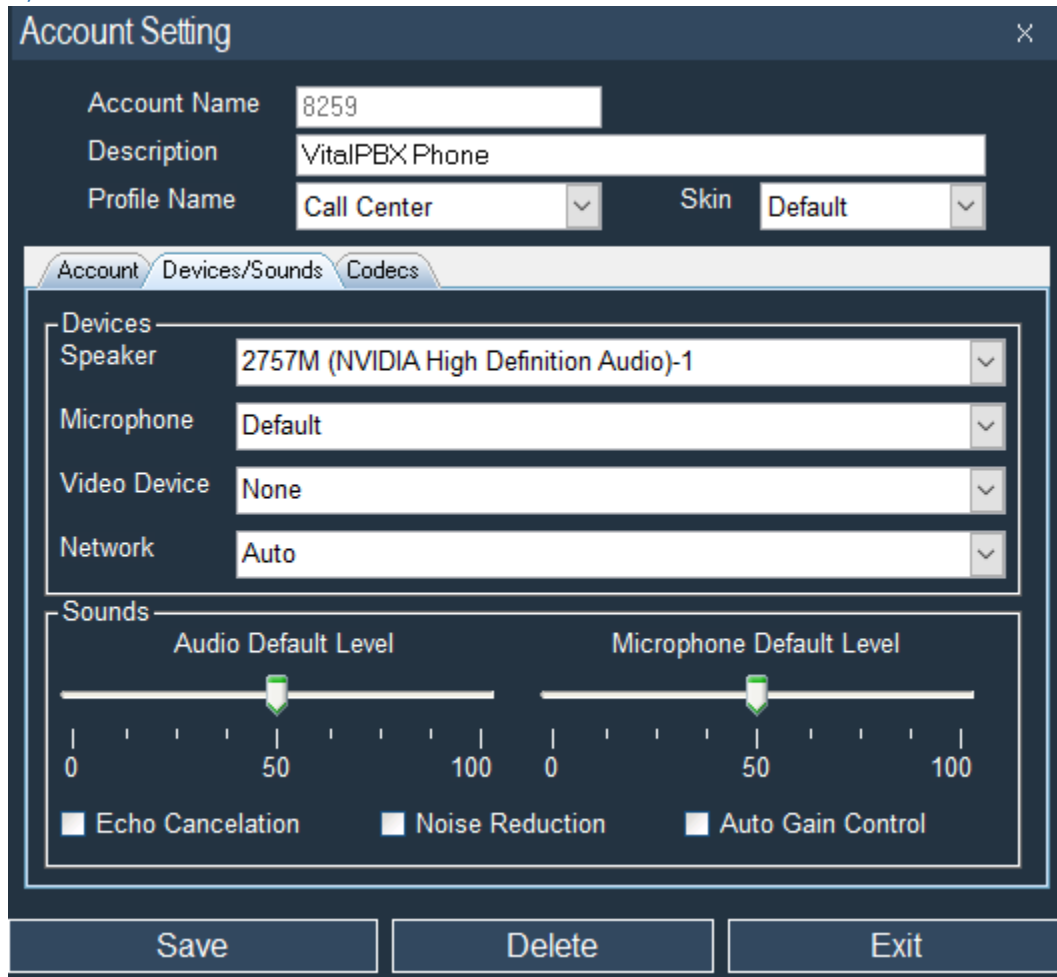 Account Setting
Account Name 8259
Description VitalPBX Phone
Profile Name Call Center Skin Default
Account Devices/Sounds Codecs
Devices
Speaker 2757M (NVIDIA High Definition Audio)-1
Microphone Default
Video Device None
Network Auto
Sounds
Audio Default Level Microphone Default Level
0 50 100 0 50 100
Echo Cancelation Noise Reduction Auto Gain Control
Save Delete Exit